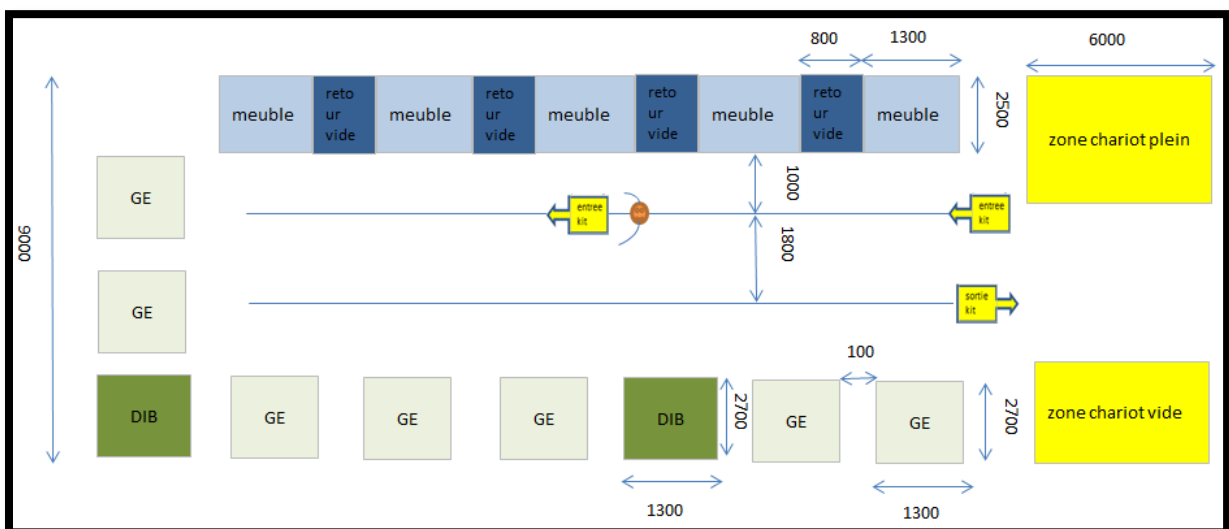 800
1300
6000
meuble
reto
ur
vide
meuble
reto
ur
vide
meuble
reto
ur
vide
meuble
reto
ur
vide
meuble
2500
zone chariot plein
GE
1000
entree
kit
entree
kit
9000
1800
GE
sortie
kit
100
DIB
GE
GE
GE
DIB
2700
GE
GE
2700
zone chariot vide
1300
1300